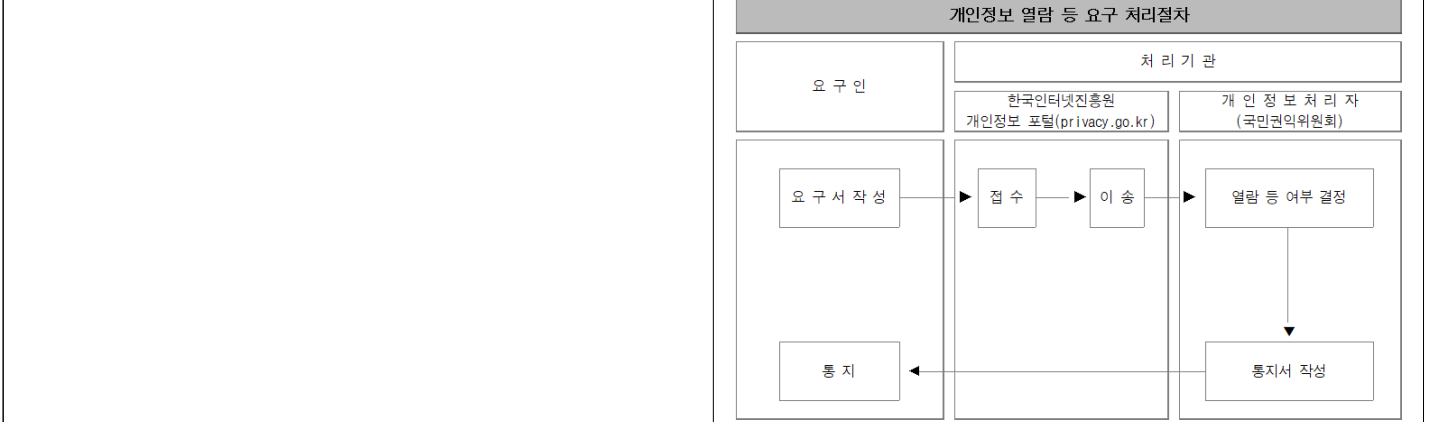 개인정보 열람 등 요구 처리절차
요 구 인
처 리 기 관
한국인터넷진흥원
개인정보 포털(privacy.go.kr)
개 인 정 보 처 리 자
(국민권익위원회)
요 구 서 작 성
접 수
이 송
열람 등 여부 결정
통 지
통지서 작성